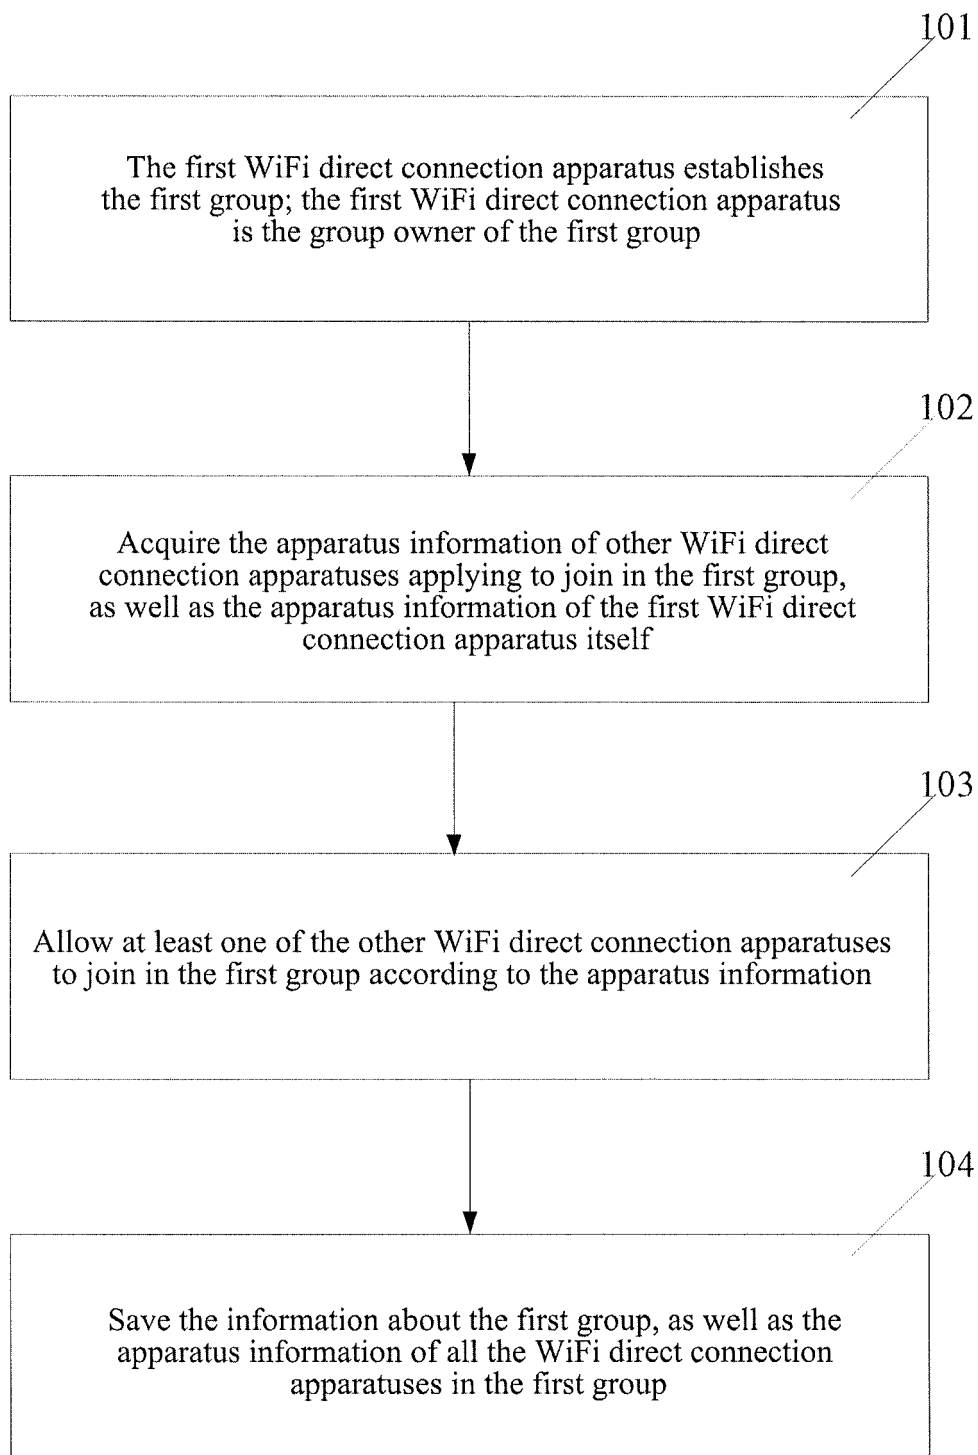 101
The first WiFi direct connection apparatus establishes
the first group; the first WiFi direct connection apparatus
is the group owner of the first group
102
Acquire the apparatus information of other WiFi direct
connection apparatuses applying to join in the first group,
as well as the apparatus information of the first WiFi direct
connection apparatus itself
103
Allow at least one of the other WiFi direct connection apparatuses
to join in the first group according to the apparatus information
104
Save the information about the first group, as well as the
apparatus information of all the WiFi direct connection
apparatuses in the first group